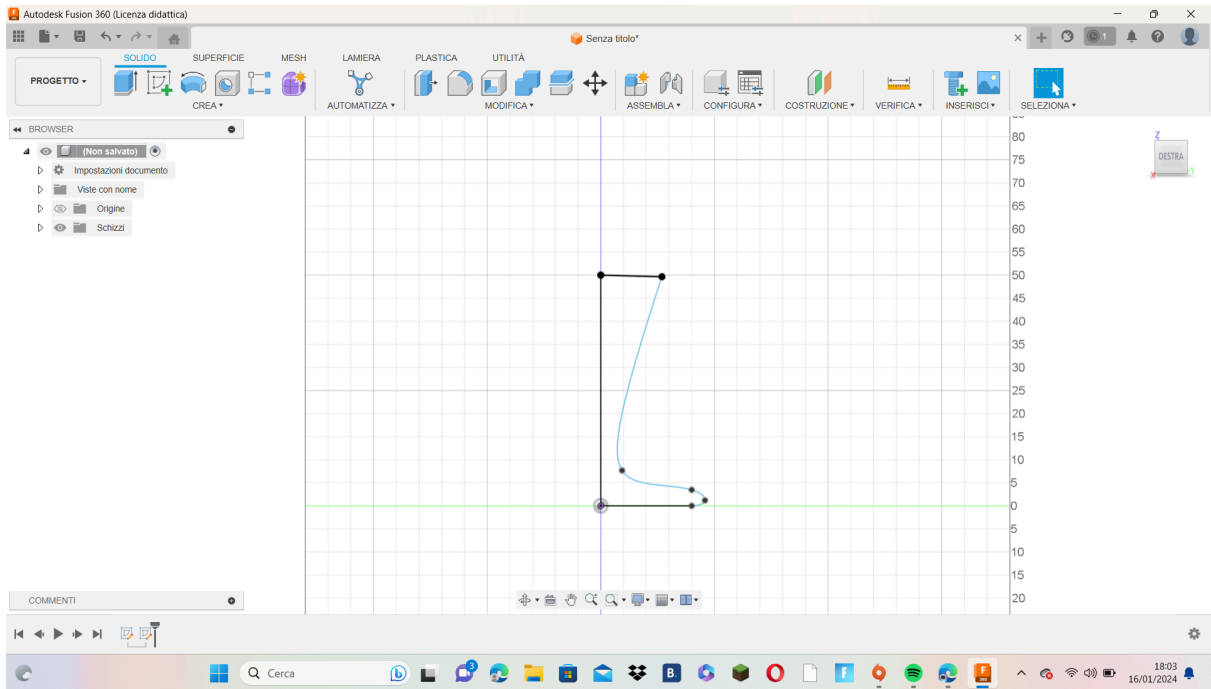 Autodesk Fusion 360 (Licenza didattica)
Senza titolo*
1
PROGETTO
SOLIDO SUPERFICIE MESH LAMIERA PLASTICA UTILITÀ
CREA AUTOMATIZZA MODIFICA ASSEMBLA CONFIGURA COSTRUZIONE VERIFICA INSERISCI SELEZIONA
BROWSER
(Non salvato)
Impostazioni documento
Viste con nome
Origine
Schizzi
80
75
70
65
60
55
50
45
40
35
30
25
20
15
10
5
0
5
10
15
20
Z
DESTRA
X
Y
COMMENTI
Cerca
3
18:03
16/01/2024